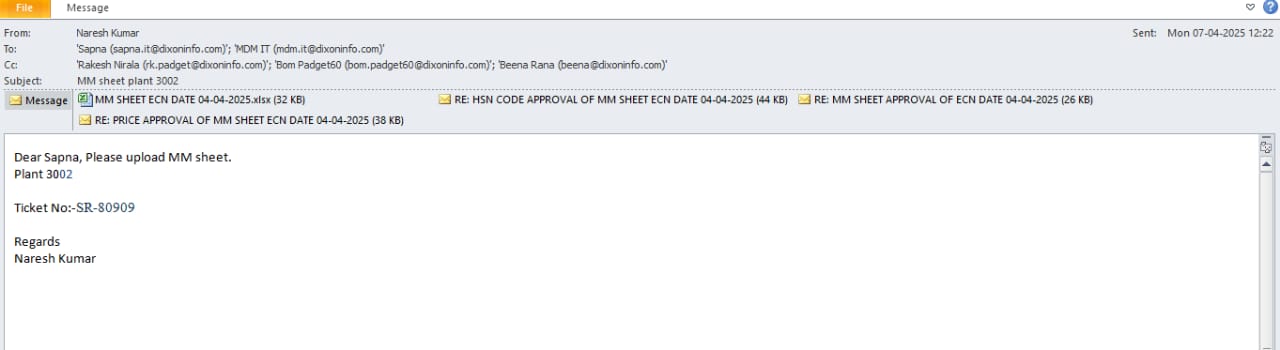 File Message
From: Naresh Kumar Sent: Mon 07-04-2025 12:22
To: 'Sapna (sapna.it@dixoninfo.com)'; 'MDM IT (mdm.it@dixoninfo.com)'
Cc: 'Rakesh Nirala (rk.padget@dixoninfo.com)'; 'Bom Padget60 (bom.padget60@dixoninfo.com)'; 'Beena Rana (beena@dixoninfo.com)'
Subject: MM sheet plant 3002
Message MM SHEET ECN DATE 04-04-2025.xlsx (32 KB) RE: HSN CODE APPROVAL OF MM SHEET ECN DATE 04-04-2025 (44 KB) RE: MM SHEET APPROVAL OF ECN DATE 04-04-2025 (26 KB)
RE: PRICE APPROVAL OF MM SHEET ECN DATE 04-04-2025 (38 KB)
Dear Sapna, Please upload MM sheet.
Plant 3002
Ticket No:-SR-80909
Regards
Naresh Kumar